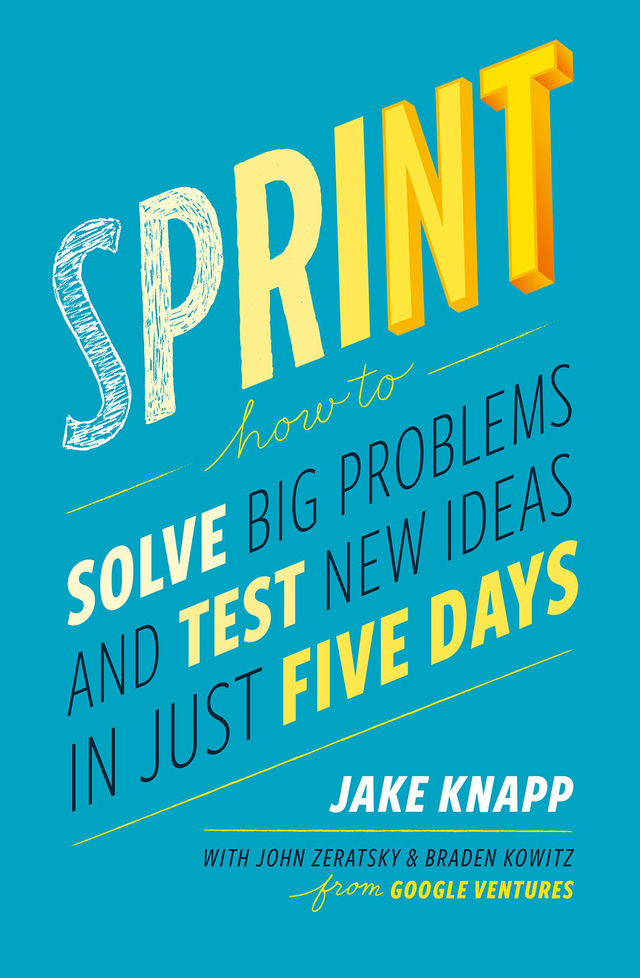 SPRINT
how to
SOLVE BIG PROBLEMS
AND TEST NEW IDEAS
IN JUST FIVE DAYS
JAKE KNAPP
WITH JOHN ZERATSKY & BRADEN KOWITZ
from GOOGLE VENTURES